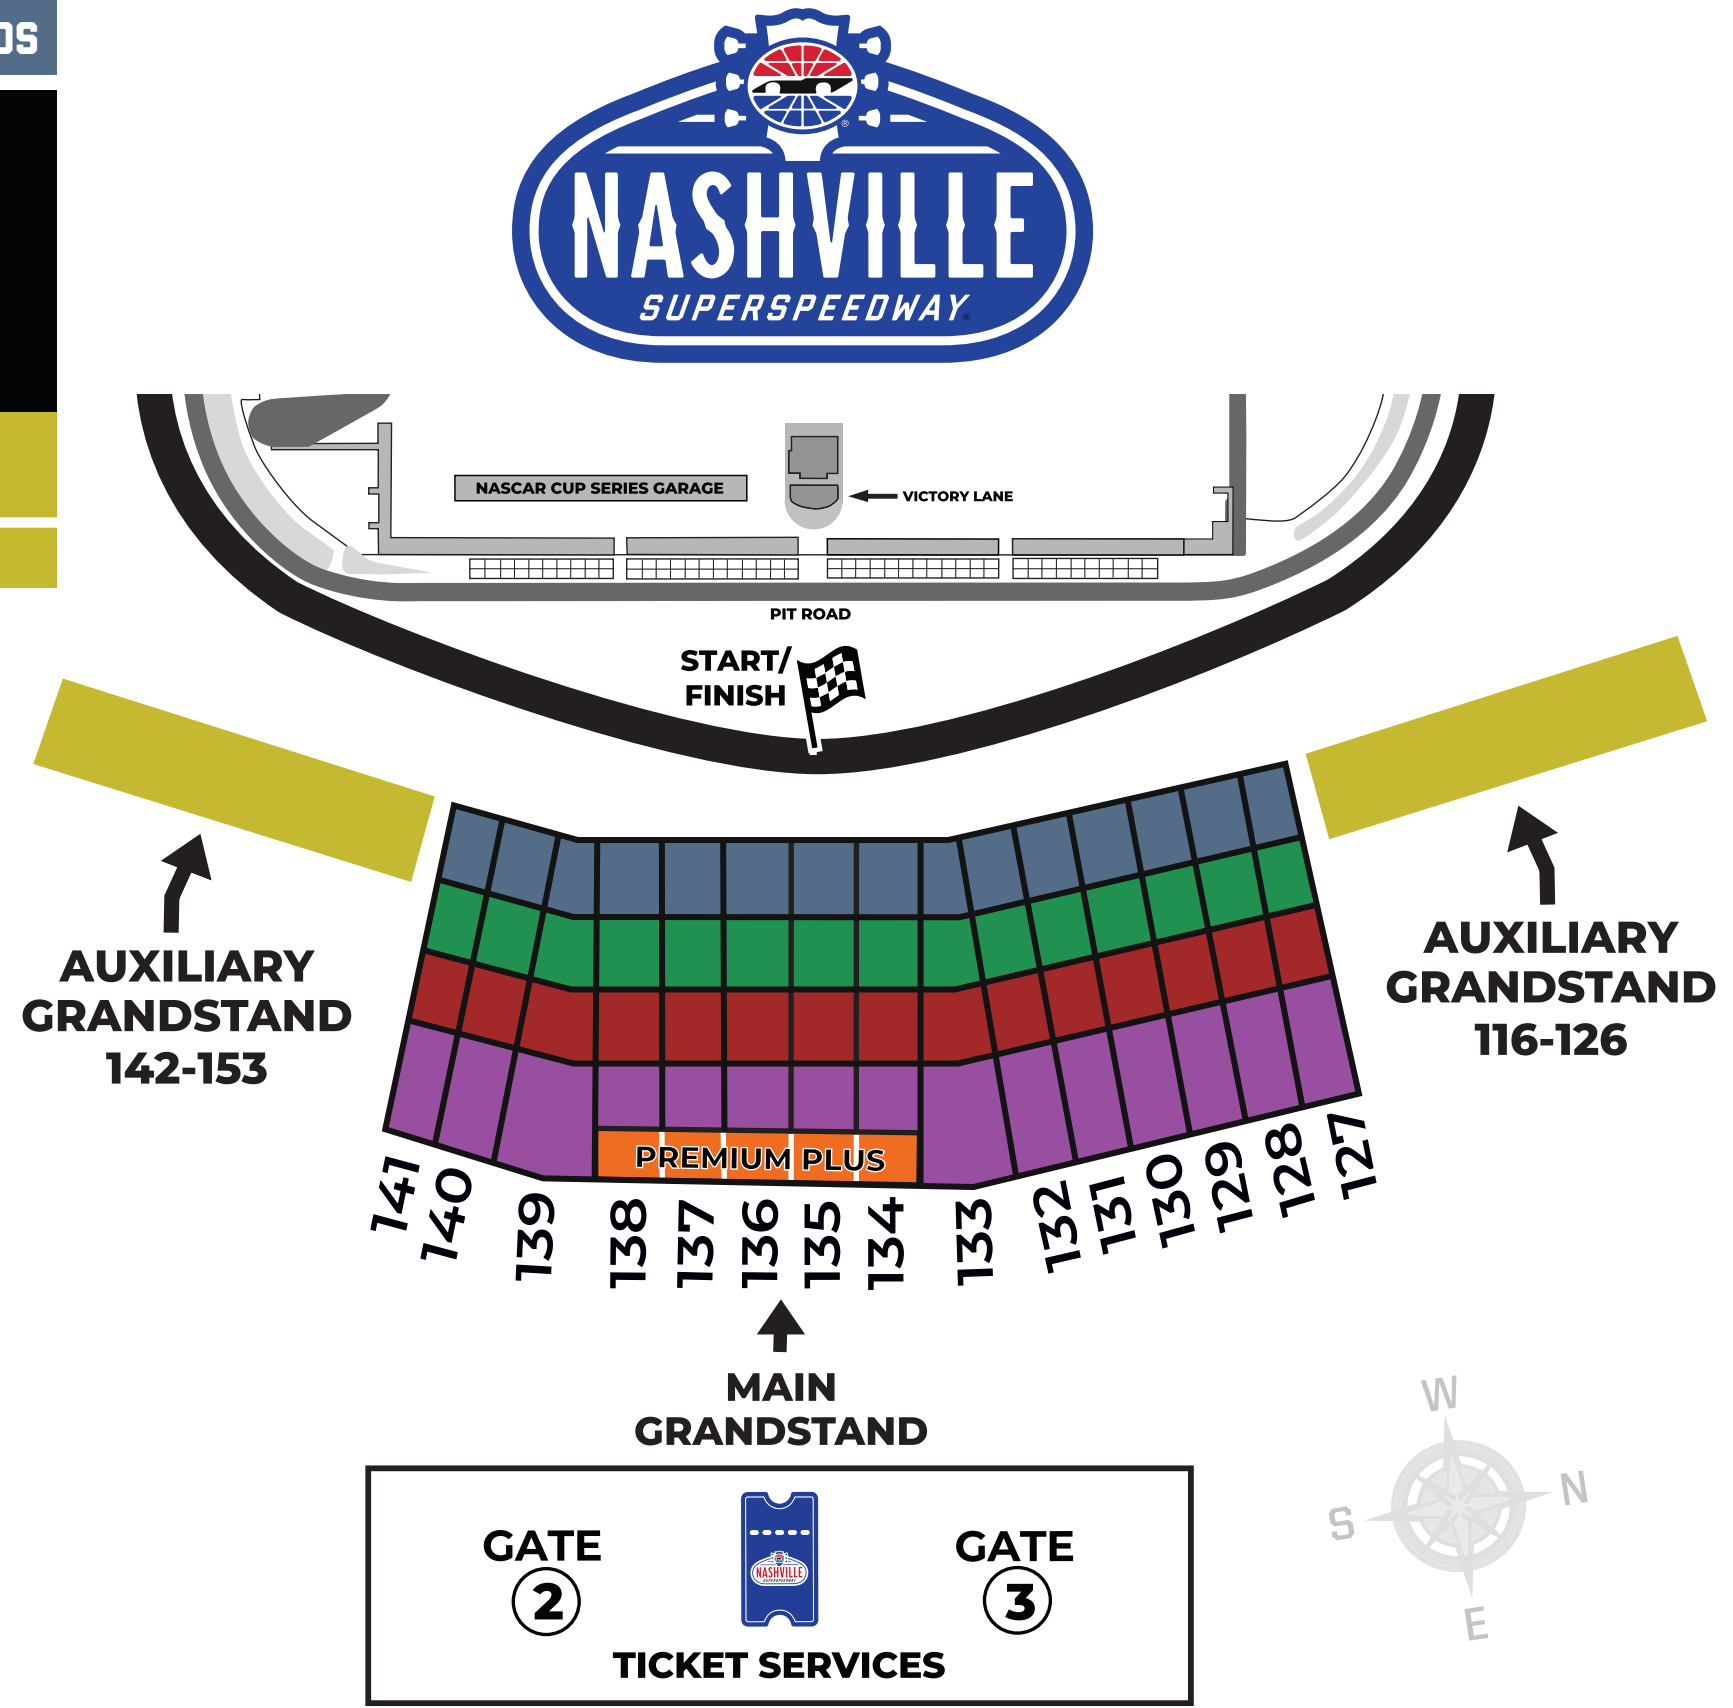 NASHVILLE
SUPERSPEEDWAY
NASCAR CUP SERIES GARAGE
VICTORY LANE
PIT ROAD
START/
FINISH
AUXILIARY
GRANDSTAND
142-153
AUXILIARY
GRANDSTAND
116-126
PREMIUM PLUS
141
140
139
138
137
136
135
134
133
132
131
130
129
128
127
MAIN
GRANDSTAND
GATE
2
NASHVILLE
SUPERSPEEDWAY
GATE
3
TICKET SERVICES
W
N
S
E